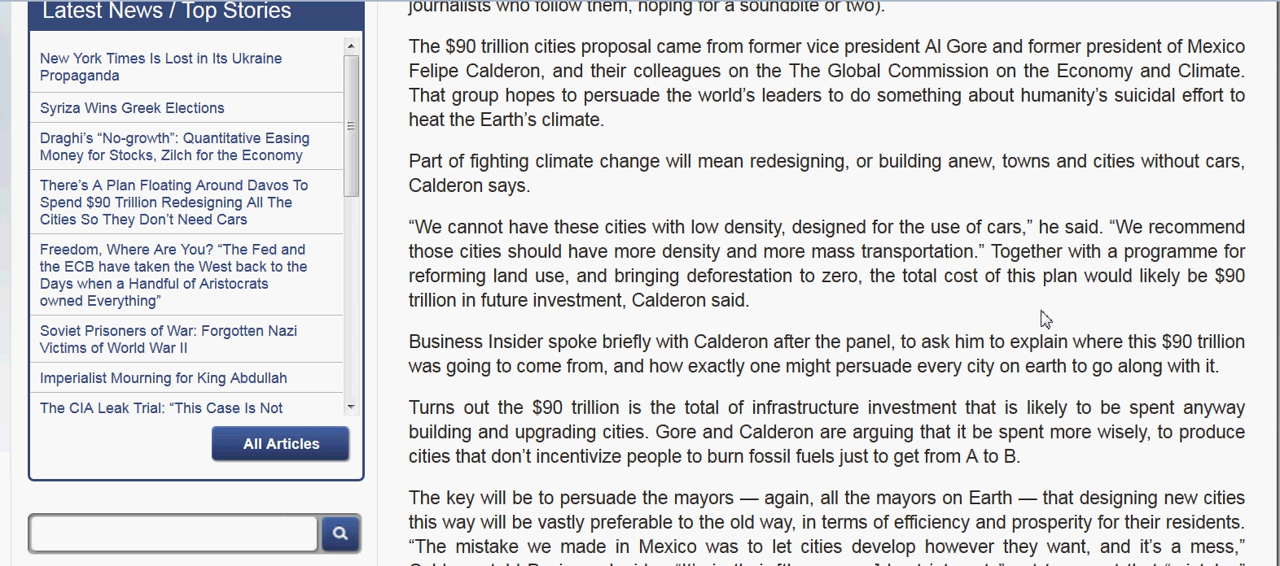 Latest News / Top Stories
New York Times Is Lost in Its Ukraine
Propaganda
Syriza Wins Greek Elections
Draghi’s “No-growth”: Quantitative Easing
Money for Stocks, Zilch for the Economy
There’s A Plan Floating Around Davos To
Spend $90 Trillion Redesigning All The
Cities So They Don’t Need Cars
Freedom, Where Are You? “The Fed and
the ECB have taken the West back to the
Days when a Handful of Aristocrats
owned Everything”
Soviet Prisoners of War: Forgotten Nazi
Victims of World War II
Imperialist Mourning for King Abdullah
The CIA Leak Trial: “This Case Is Not
All Articles
journalists who follow them, hoping for a soundbite or two).
The $90 trillion cities proposal came from former vice president Al Gore and former president of Mexico
Felipe Calderon, and their colleagues on the The Global Commission on the Economy and Climate.
That group hopes to persuade the world’s leaders to do something about humanity’s suicidal effort to
heat the Earth’s climate.
Part of fighting climate change will mean redesigning, or building anew, towns and cities without cars,
Calderon says.
“We cannot have these cities with low density, designed for the use of cars,” he said. “We recommend
those cities should have more density and more mass transportation.” Together with a programme for
reforming land use, and bringing deforestation to zero, the total cost of this plan would likely be $90
trillion in future investment, Calderon said.
Business Insider spoke briefly with Calderon after the panel, to ask him to explain where this $90 trillion
was going to come from, and how exactly one might persuade every city on earth to go along with it.
Turns out the $90 trillion is the total of infrastructure investment that is likely to be spent anyway
building and upgrading cities. Gore and Calderon are arguing that it be spent more wisely, to produce
cities that don’t incentivize people to burn fossil fuels just to get from A to B.
The key will be to persuade the mayors — again, all the mayors on Earth — that designing new cities
this way will be vastly preferable to the old way, in terms of efficiency and prosperity for their residents.
“The mistake we made in Mexico was to let cities develop however they want, and it’s a mess,”